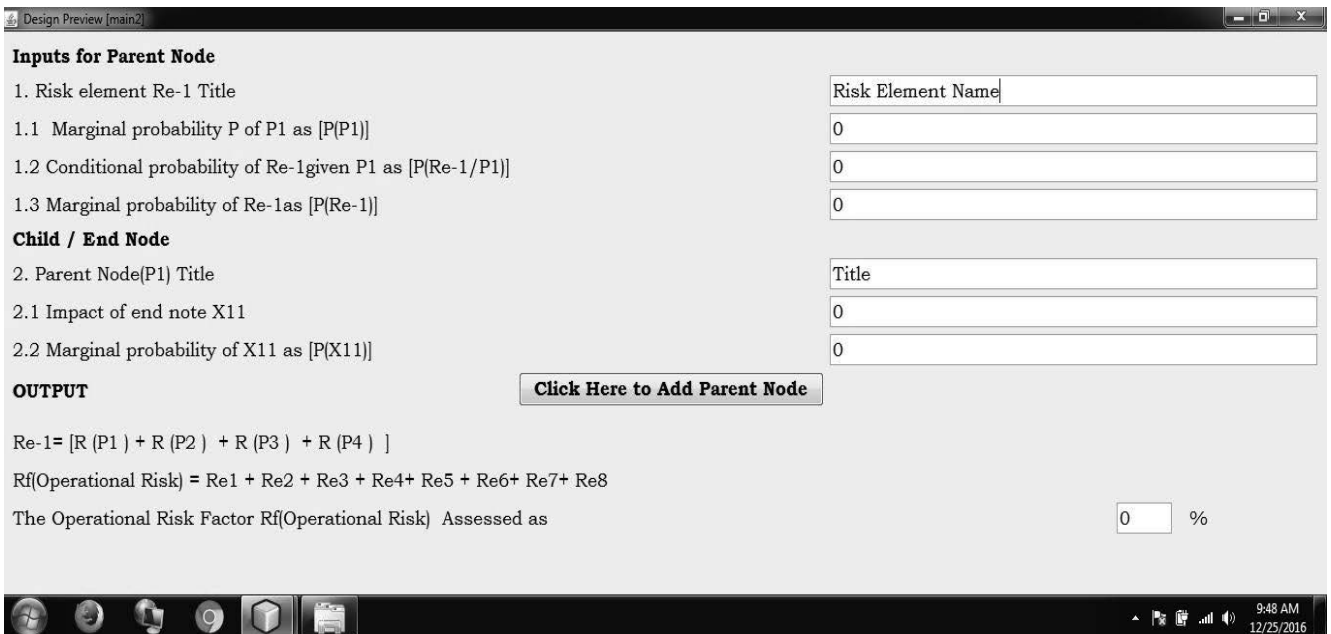 Design Preview [main2]
Inputs for Parent Node
1. Risk element Re-1 Title
Risk Element Name
1.1 Marginal probability P of P1 as [P(P1)]
0
1.2 Conditional probability of Re-1given P1 as [P(Re-1/P1)]
0
1.3 Marginal probability of Re-1as [P(Re-1)]
0
Child / End Node
2. Parent Node(P1) Title
Title
2.1 Impact of end note X11
0
2.2 Marginal probability of X11 as [P(X11)]
0
OUTPUT
Click Here to Add Parent Node
Re-1= [R (P1 ) + R (P2 ) + R (P3 ) + R (P4 ) ]
Rf(Operational Risk) = Re1 + Re2 + Re3 + Re4+ Re5 + Re6+ Re7+ Re8
The Operational Risk Factor Rf(Operational Risk) Assessed as
0 %
9:48 AM
12/25/2016